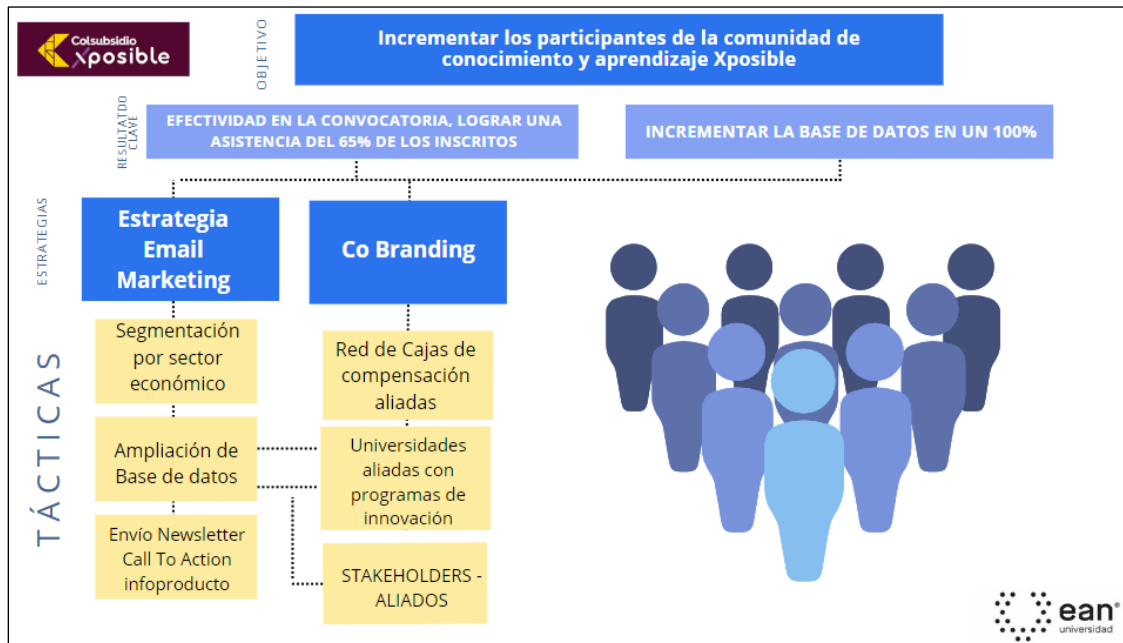 Colsubsidio
Xposible
OBJETIVO
Incrementar los participantes de la comunidad de
conocimiento y aprendizaje Xposible
RESULTATDO
CLAVE
EFECTIVIDAD EN LA CONVOCATORIA, LOGRAR UNA
ASISTENCIA DEL 65% DE LOS INSCRITOS
INCREMENTAR LA BASE DE DATOS EN UN 100%
ESTRATEGIAS
Estrategia
Email
Marketing
Co Branding
TÁCTICAS
Segmentación
por sector
económico
Ampliación de
Base de datos
Envío Newsletter
Call To Action
infoproducto
Red de Cajas de
compensación
aliadas
Universidades
aliadas con
programas de
innovación
STAKEHOLDERS -
ALIADOS
ean®
universidad